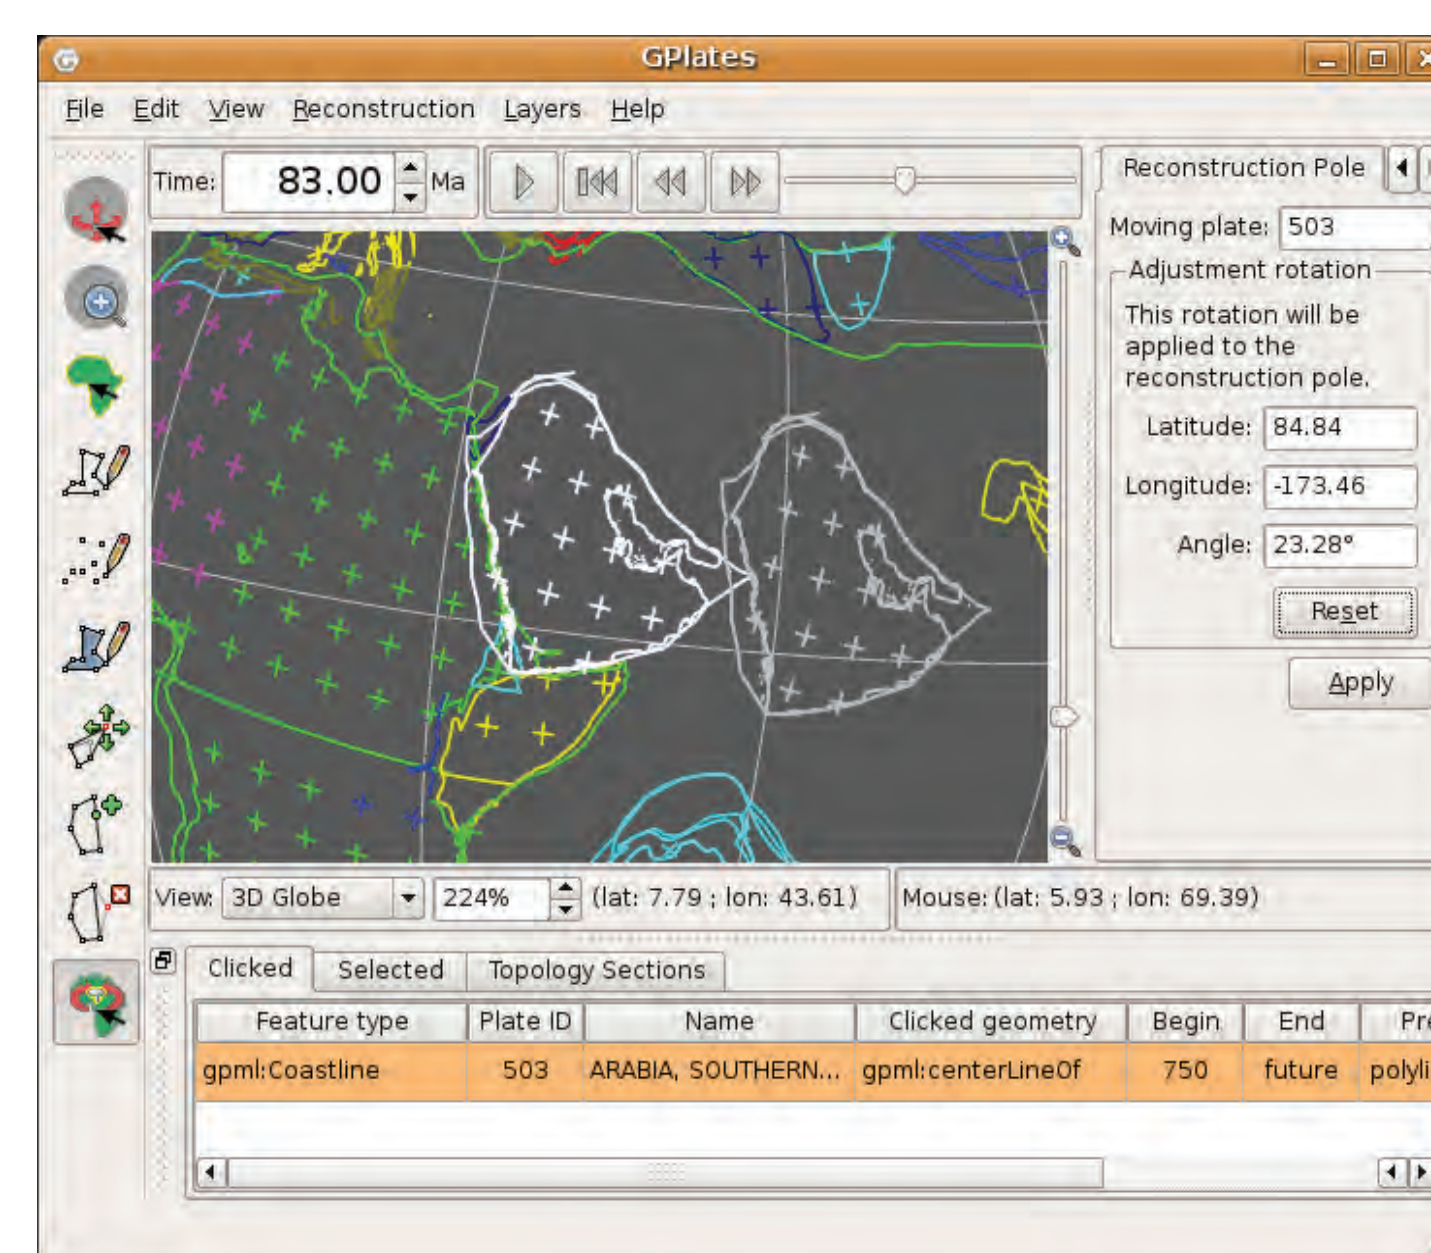 GPlates
File Edit View Reconstruction Layers Help
Time: 83.00 Ma
Reconstruction Pole
Moving plate: 503
Adjustment rotation
This rotation will be
applied to the
reconstruction pole.
Latitude: 84.84
Longitude: -173.46
Angle: 23.28°
Reset
Apply
View: 3D Globe 224% (lat: 7.79 ; lon: 43.61) Mouse: (lat: 5.93 ; lon: 69.39)
Clicked Selected Topology Sections
Feature type Plate ID Name Clicked geometry Begin End Pre
gpml:Coastline 503 ARABIA, SOUTHERN... gpml:centerLineOf 750 future polyli